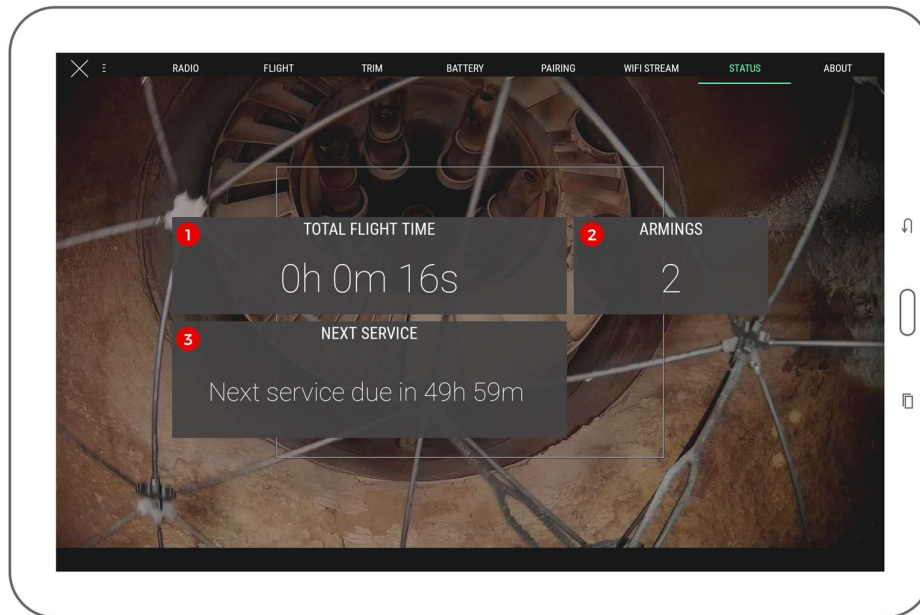 RADIO FLIGHT TRIM BATTERY PAIRING WIFI STREAM STATUS ABOUT
1 TOTAL FLIGHT TIME
0h 0m 16s
2 ARMINGS
2
3 NEXT SERVICE
Next service due in 49h 59m